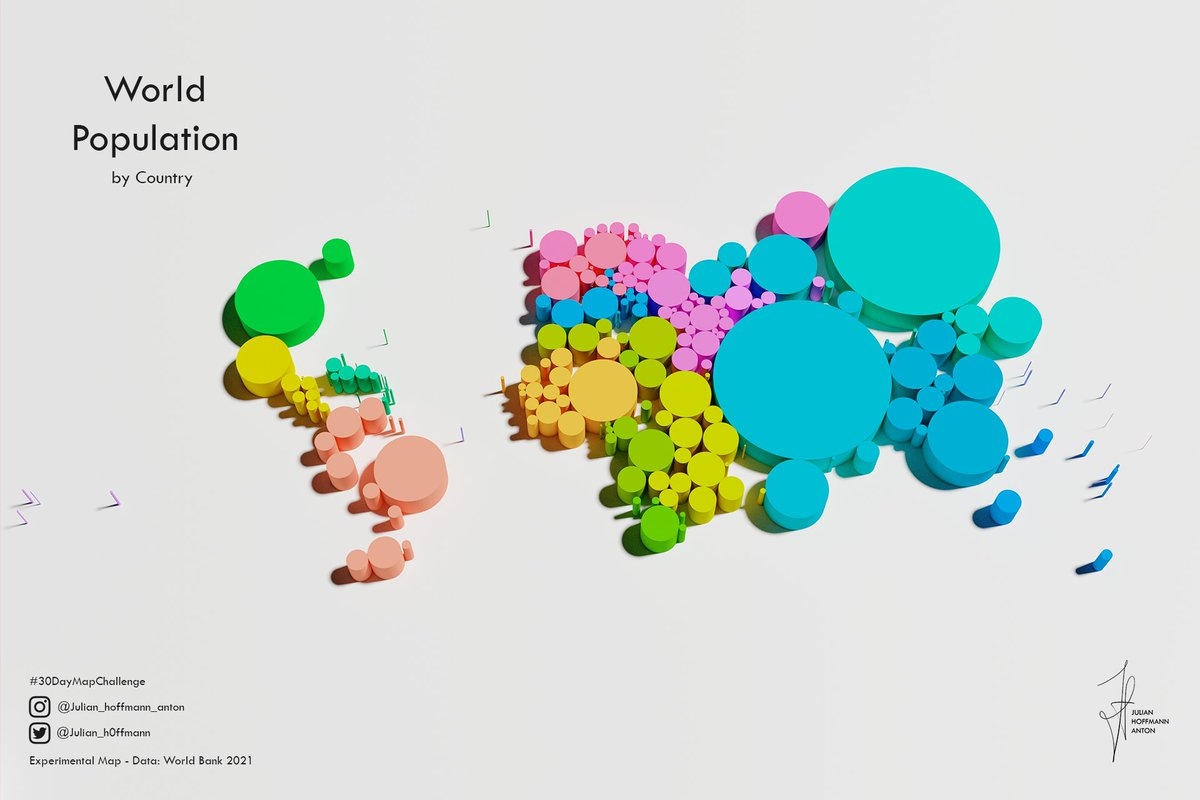 World
Population
by Country
#30DayMapChallenge
@Julian_hoffmann_anton
@Julian_h0ffmann
Experimental Map - Data: World Bank 2021
JULIAN
HOFFMANN
ANTON